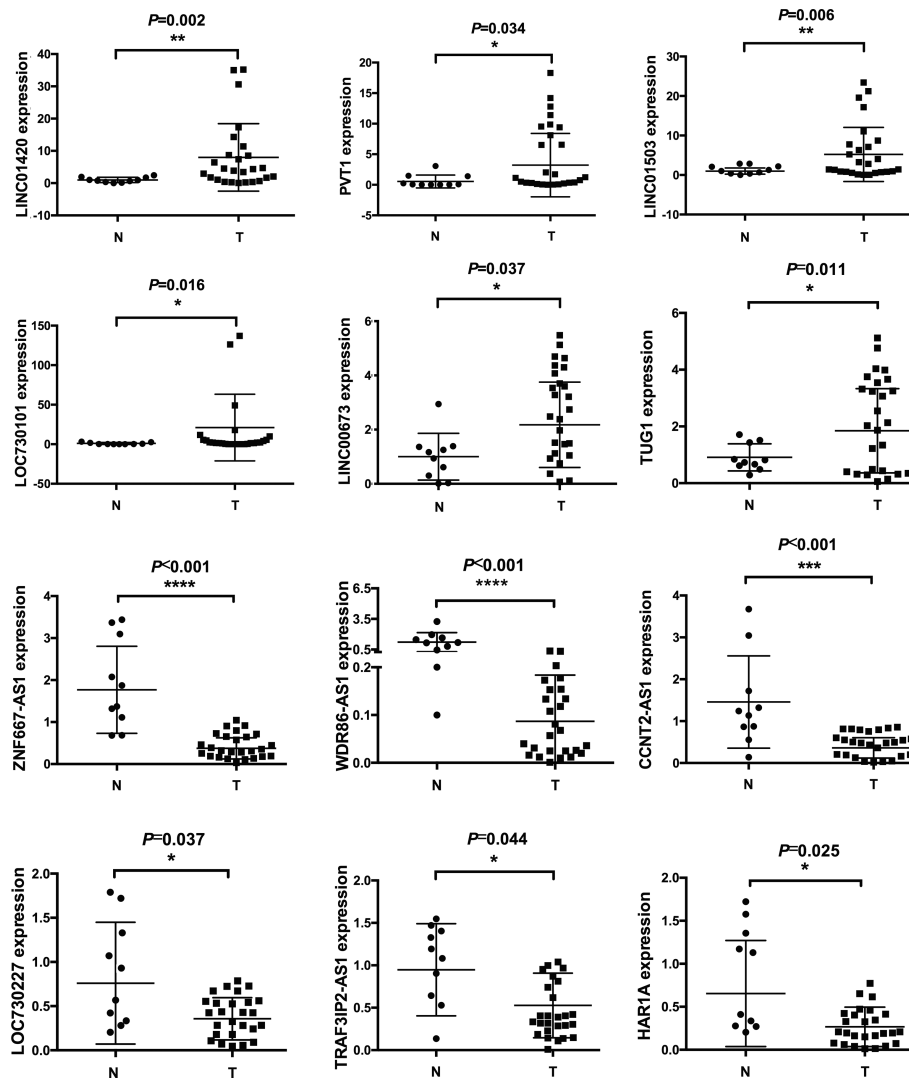 P=0.002
**
LINC01420 expression
40
30
20
10
0
-10
N
T
P=0.034
*
PVT1 expression
20
15
10
5
0
-5
N
T
P=0.006
**
LINC01503 expression
30
20
10
0
-10
N
T
P=0.016
*
LOC730101 expression
150
100
50
0
-50
N
T
P=0.037
*
LINC00673 expression
6
4
2
0
N
T
P=0.011
*
TUG1 expression
6
4
2
0
N
T
P<0.001
****
ZNF667-AS1 expression
4
3
2
1
0
N
T
P<0.001
****
WDR86-AS1 expression
6.5
3.5
0.5
0.2
0.1
0.0
N
T
P<0.001
***
CCNT2-AS1 expression
4
3
2
1
0
N
T
P=0.037
*
LOC730227 expression
2.0
1.5
1.0
0.5
0.0
N
T
P=0.044
*
TRAF3IP2-AS1 expression
2.0
1.5
1.0
0.5
0.0
N
T
P=0.025
*
HAR1A expression
2.0
1.5
1.0
0.5
0.0
N
T